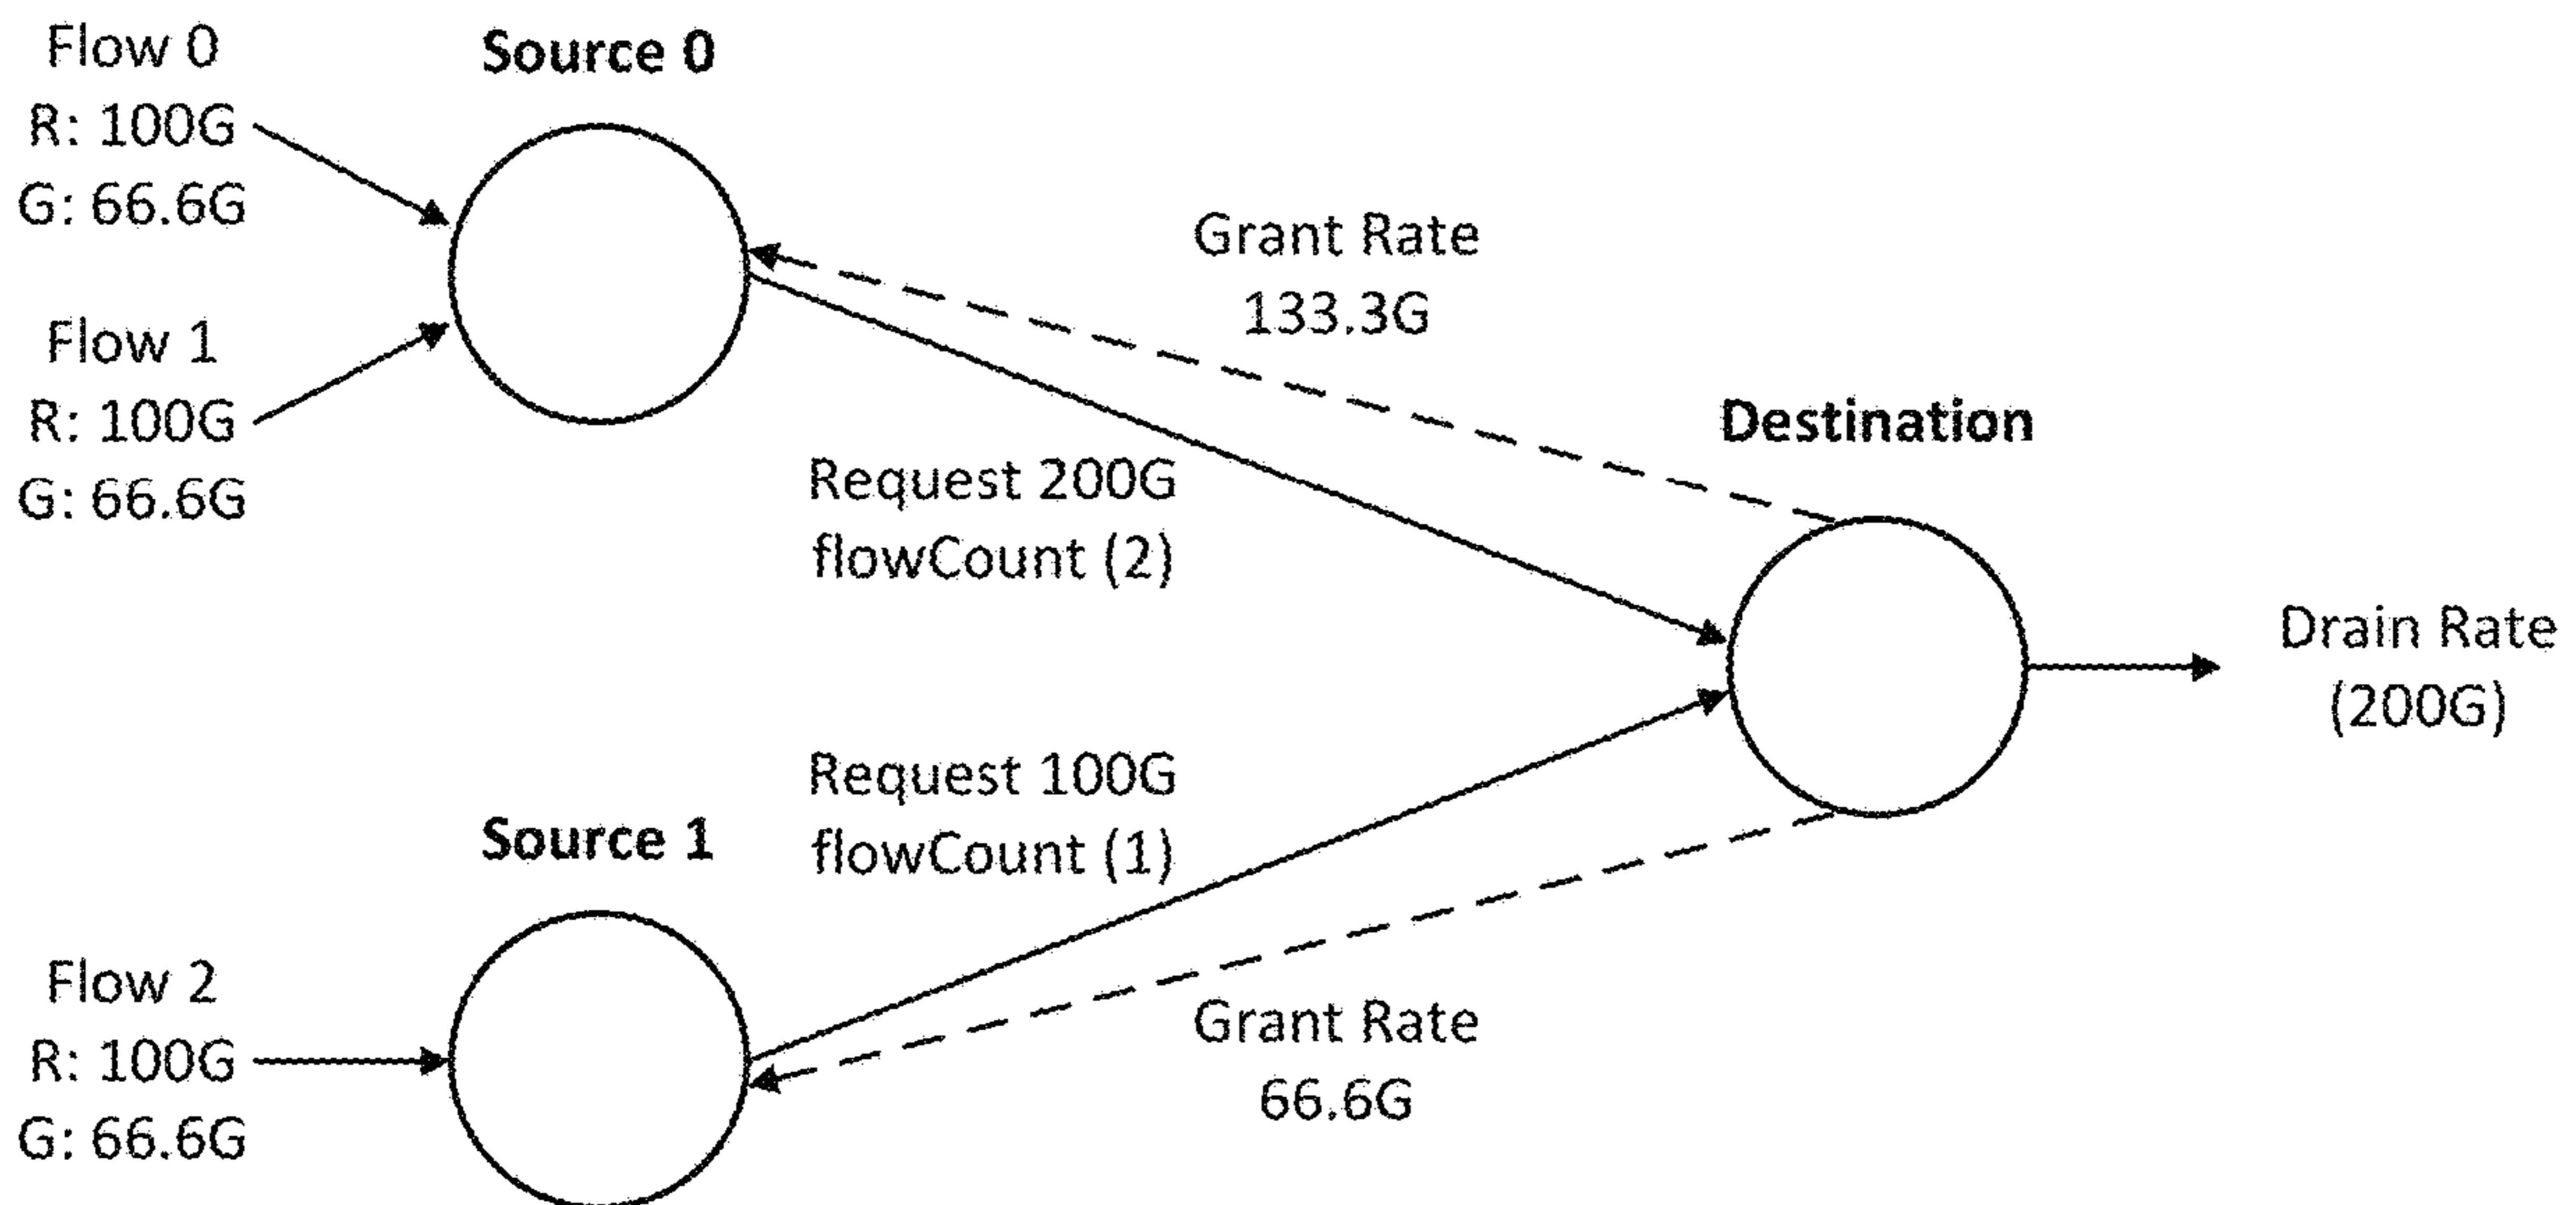 Flow 0
R: 100G
G: 66.6G
Source 0
Flow 1
R: 100G
G: 66.6G
Grant Rate
133.3G
Request 200G
flowCount (2)
Destination
Drain Rate
(200G)
Request 100G
flowCount (1)
Source 1
Flow 2
R: 100G
G: 66.6G
Grant Rate
66.6G